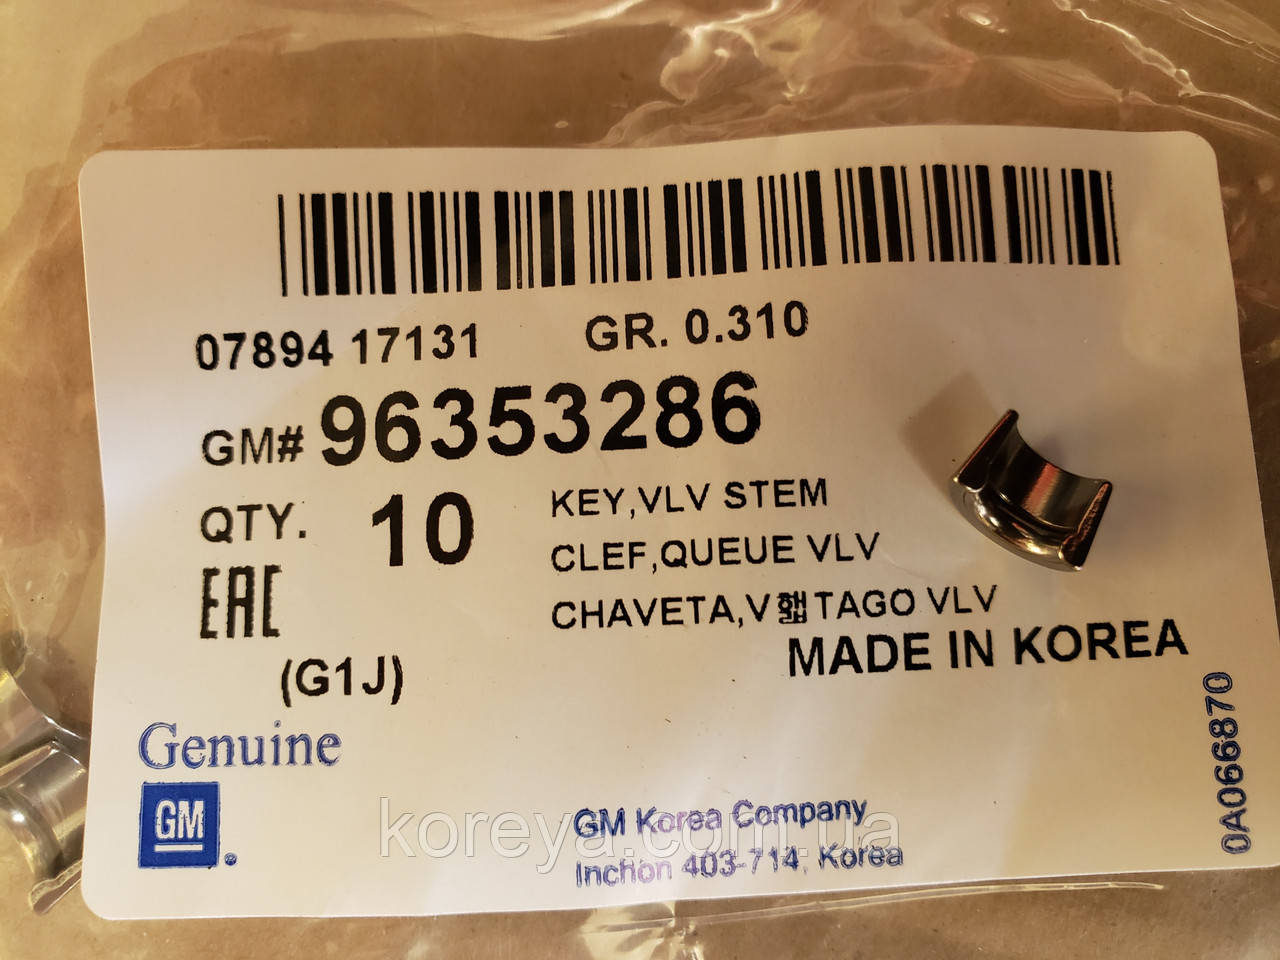 07894 17131 GR. 0.310
GM# 96353286
QTY. 10
KEY,VLV STEM
CLEF,QUEUE VLV
CHAVETA,V햶TAGO VLV
EAC
MADE IN KOREA
(G1J)
Genuine
GM
GM Korea Company
Inchon 403-714, Korea
0A066870
koreya.com.ua